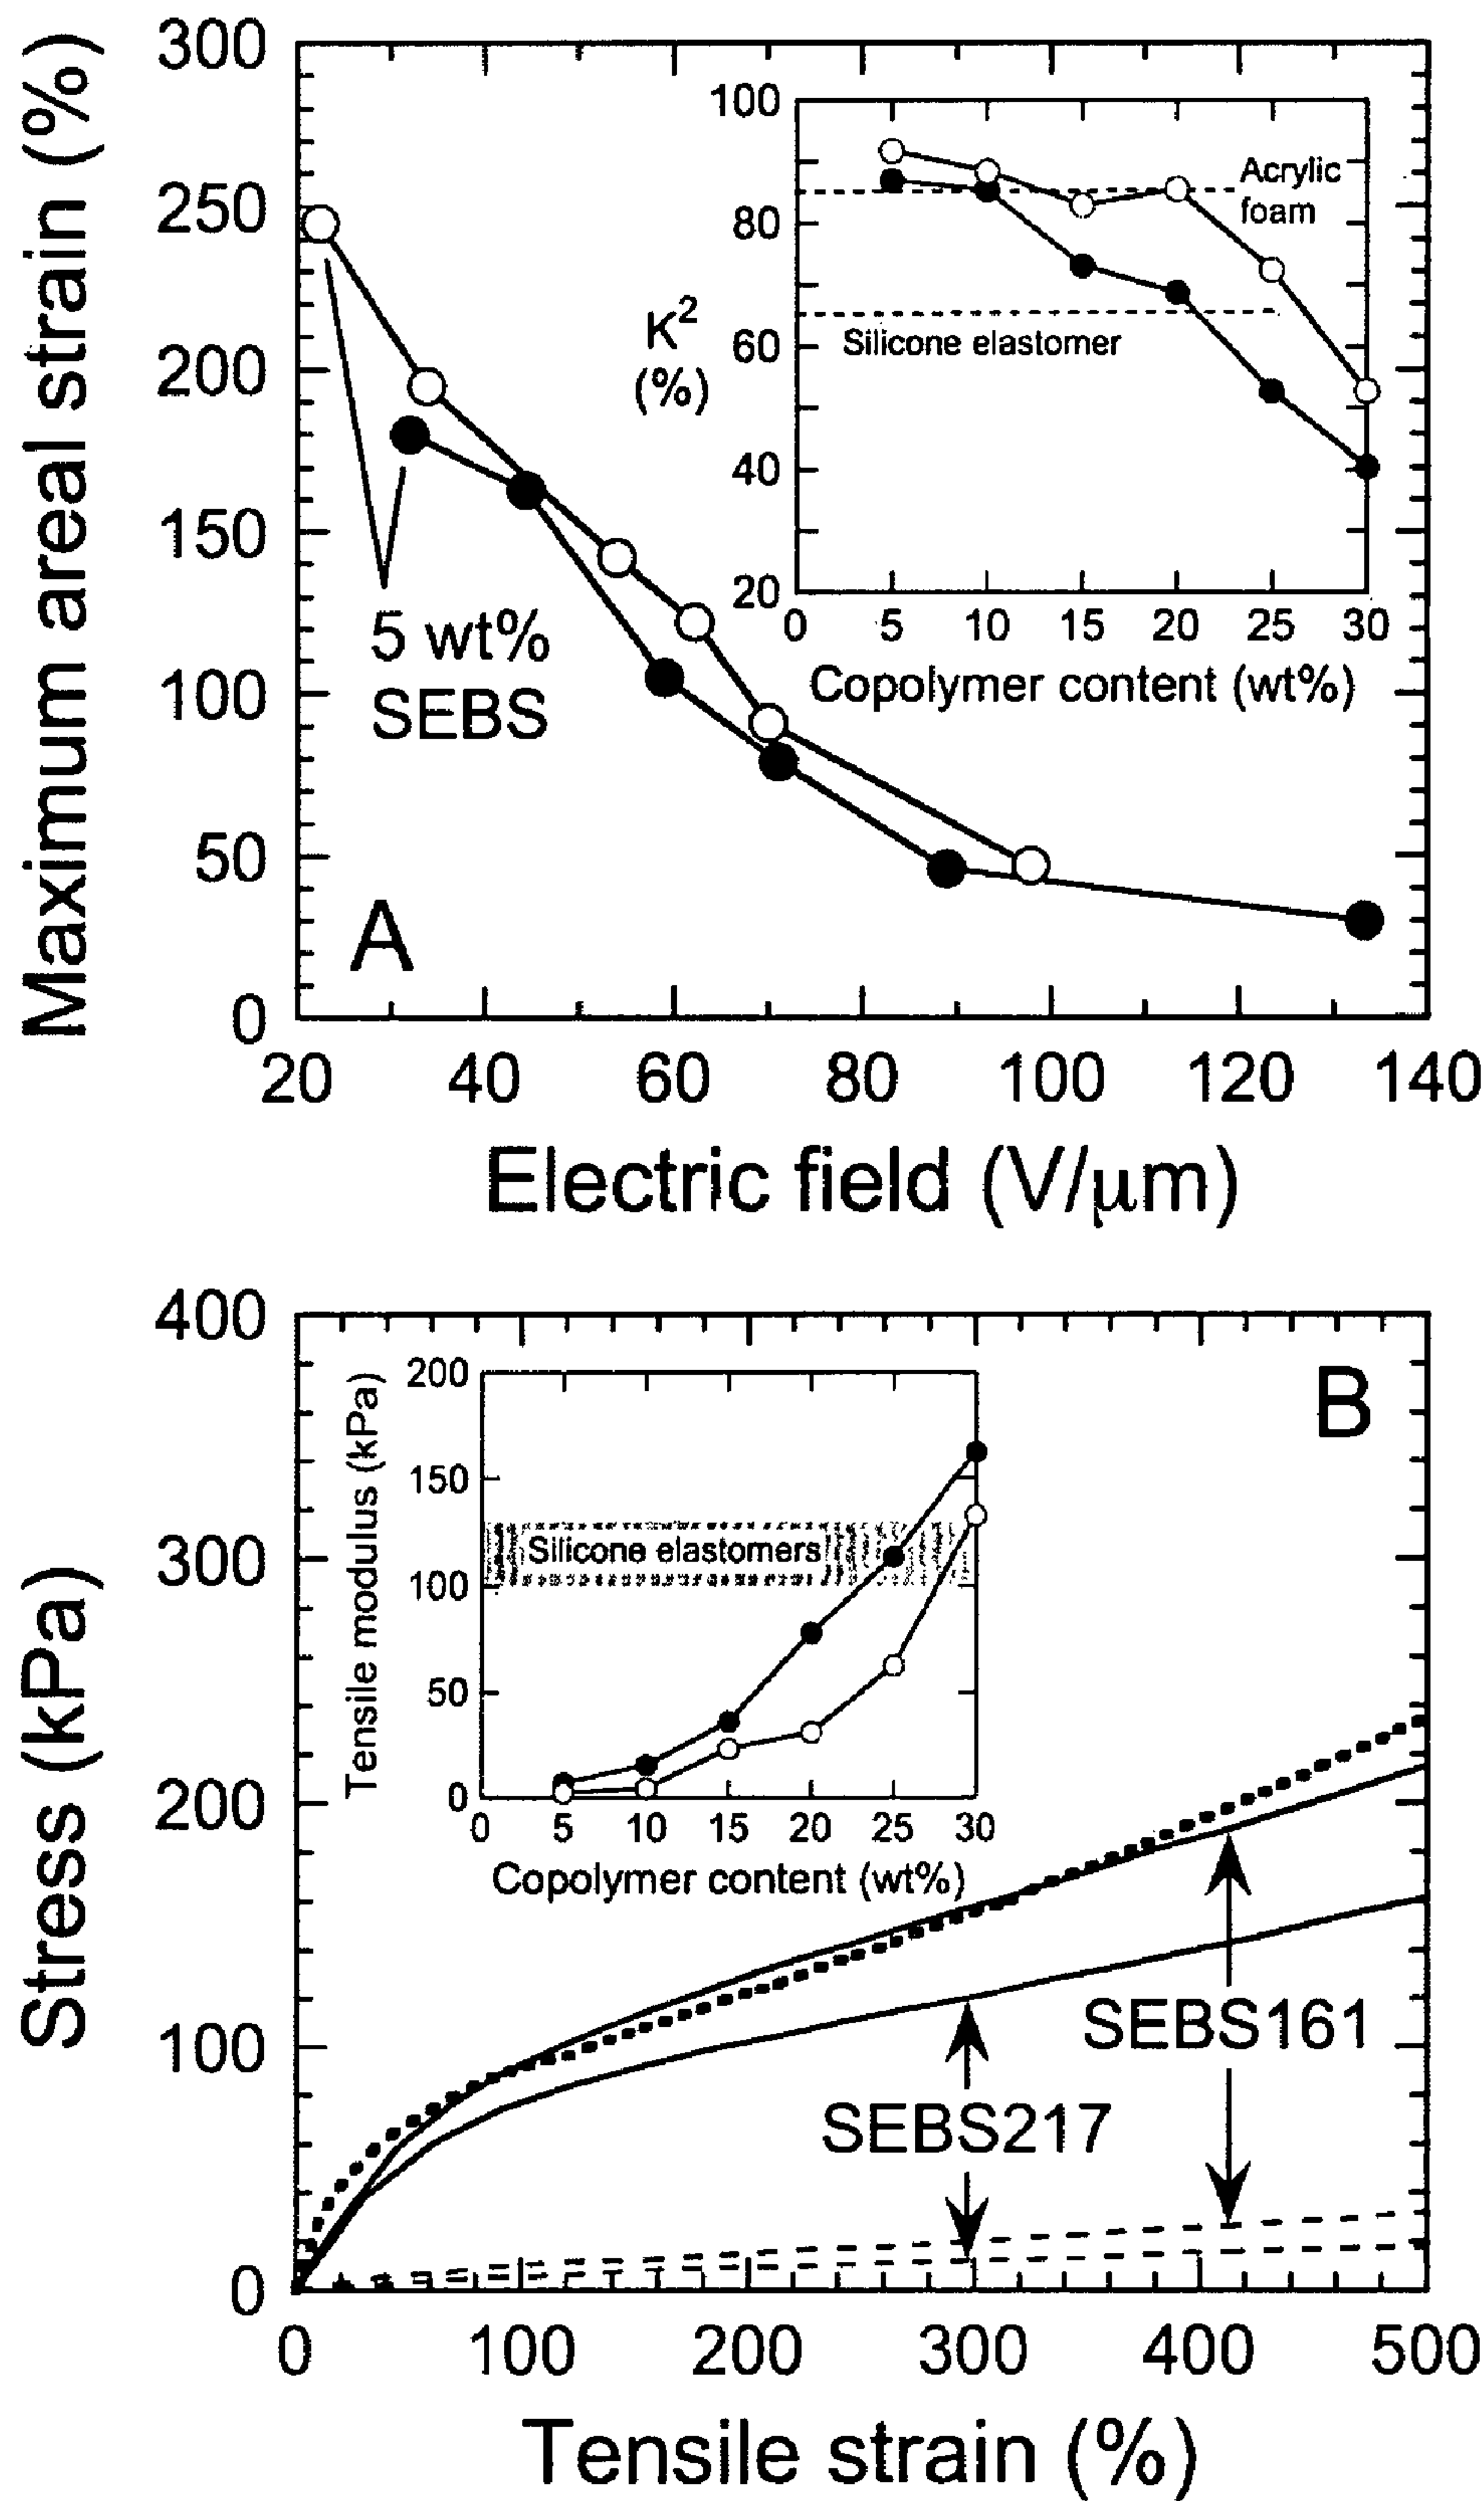 Maximum areal strain (%)
300
250
200
150
100
50
0
20 40 60 80 100 120 140
Electric field (V/μm)
A
5 wt%
SEBS
K²
(%)
100
80
60
40
20
0 5 10 15 20 25 30
Copolymer content (wt%)
Acrylic
foam
Silicone elastomer
Stress (kPa)
400
300
200
100
0
0 100 200 300 400 500
Tensile strain (%)
B
Tensile modulus (kPa)
200
150
100
50
0
0 5 10 15 20 25 30
Copolymer content (wt%)
Silicone elastomers
SEBS161
SEBS217